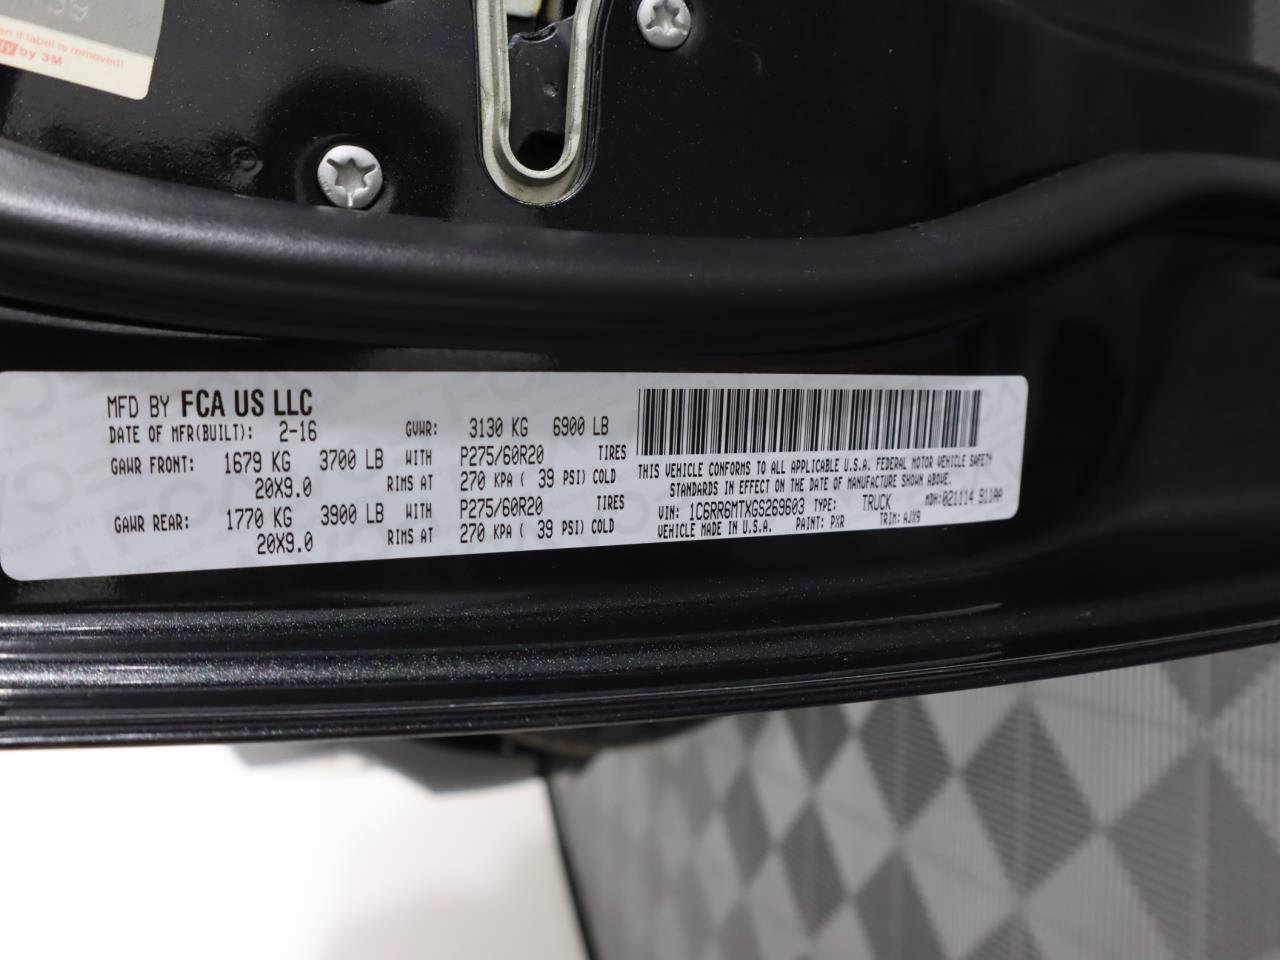 en if label is removed!
by 3M
MFD BY FCA US LLC
DATE OF MFR(BUILT): 2-16 GVWR: 3130 KG 6900 LB
GAWR FRONT: 1679 KG 3700 LB WITH P275/60R20 TIRES
20X9.0 RIMS AT 270 KPA ( 39 PSI) COLD
GAWR REAR: 1770 KG 3900 LB WITH P275/60R20 TIRES
20X9.0 RIMS AT 270 KPA ( 39 PSI) COLD
THIS VEHICLE CONFORMS TO ALL APPLICABLE U.S.A. FEDERAL MOTOR VEHICLE SAFETY
STANDARDS IN EFFECT ON THE DATE OF MANUFACTURE SHOWN ABOVE.
VIN: 1C6RR6MTXGS269603 TYPE: TRUCK MDH:021114 911AA
VEHICLE MADE IN U.S.A. PAINT: PXR TRIM: AJX9